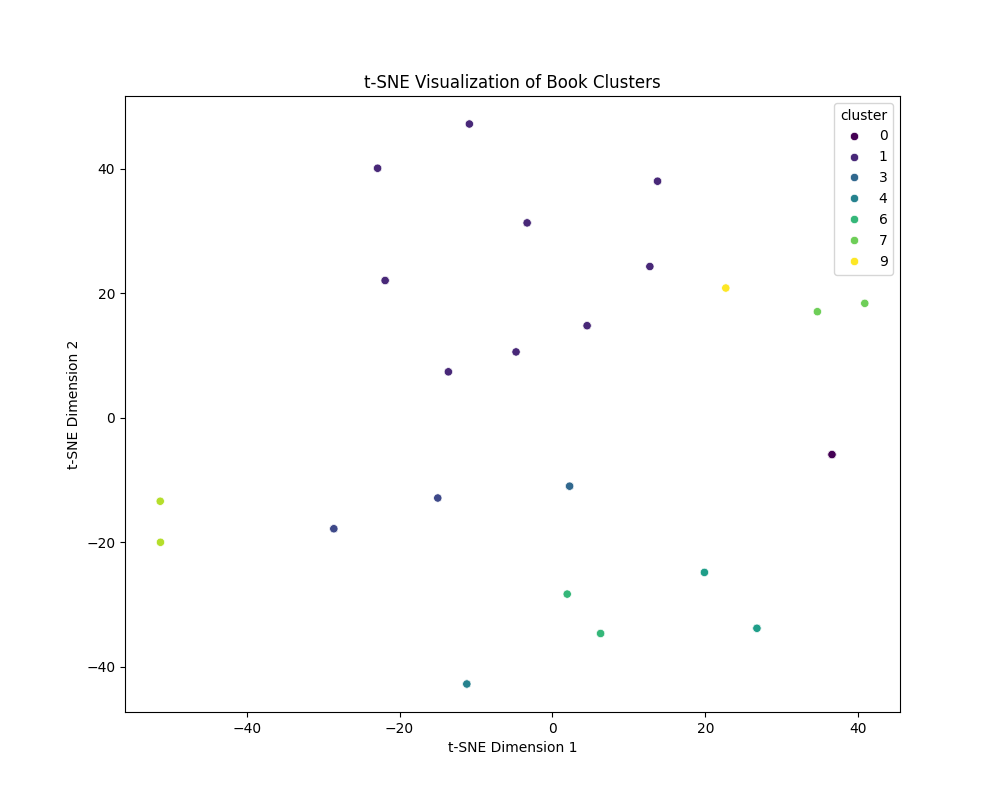 t-SNE Visualization of Book Clusters
cluster
0
1
3
4
6
7
9
40
20
0
−20
−40
t-SNE Dimension 2
−40 −20 0 20 40
t-SNE Dimension 1